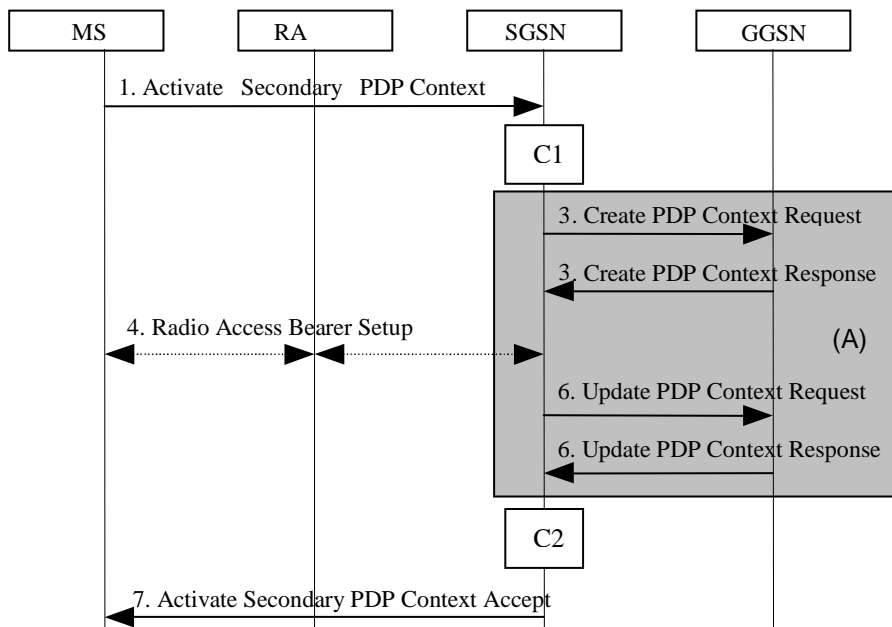 MS RA SGSN GGSN
1. Activate Secondary PDP Context
C1
3. Create PDP Context Request
3. Create PDP Context Response
4. Radio Access Bearer Setup
(A)
6. Update PDP Context Request
6. Update PDP Context Response
C2
7. Activate Secondary PDP Context Accept